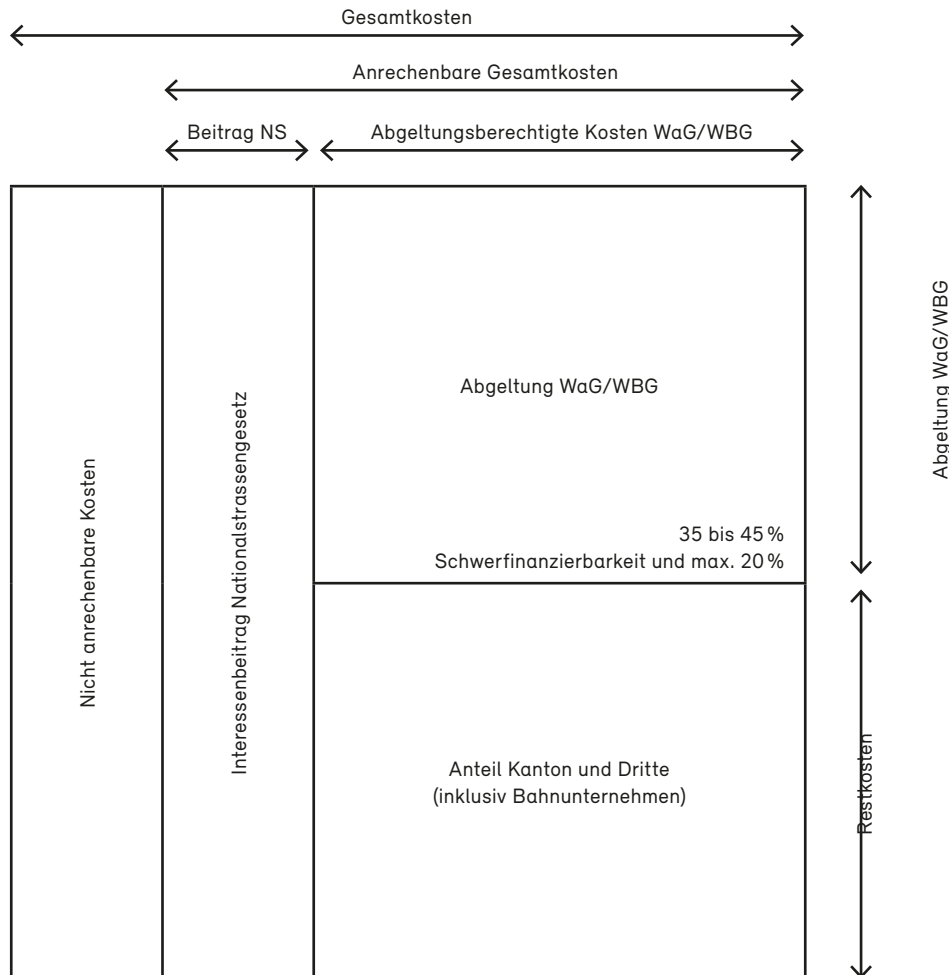 Gesamtkosten
Anrechenbare Gesamtkosten
Beitrag NS
Abgeltungsberechtigte Kosten WaG/WBG
Nicht anrechenbare Kosten
Interessenbeitrag Nationalstrassengesetz
Abgeltung WaG/WBG
35 bis 45 %
Schwerfinanzierbarkeit und max. 20 %
Anteil Kanton und Dritte
(inklusiv Bahnunternehmen)
Abgeltung WaG/WBG
Restkosten